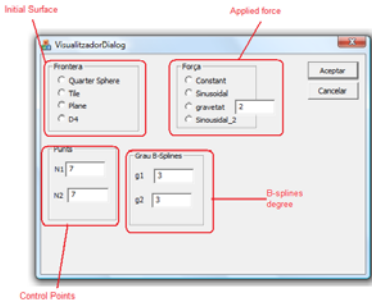 Initial Surface
Applied force
VisualitzadorDialog
Frontera
Quarter Sphere
Tile
Plane
D4
Força
Constant
Sinusoidal
gravetat 2
Sinousidal_2
Aceptar
Cancelar
Punts
N1 7
N2 7
Grau B-Splines
g1 3
g2 3
B-splines
degree
Control Points